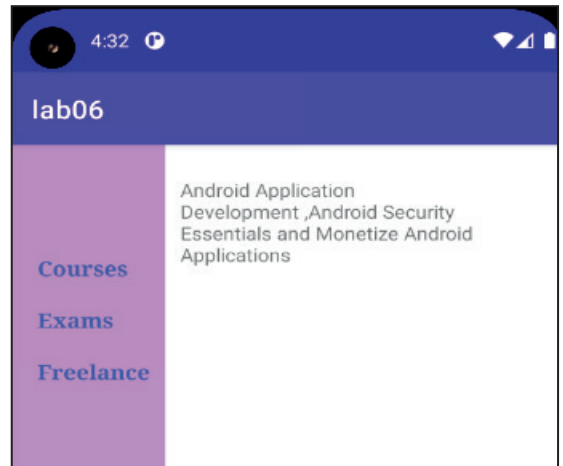 4:32
lab06
Courses
Exams
Freelance
Android Application
Development ,Android Security
Essentials and Monetize Android
Applications